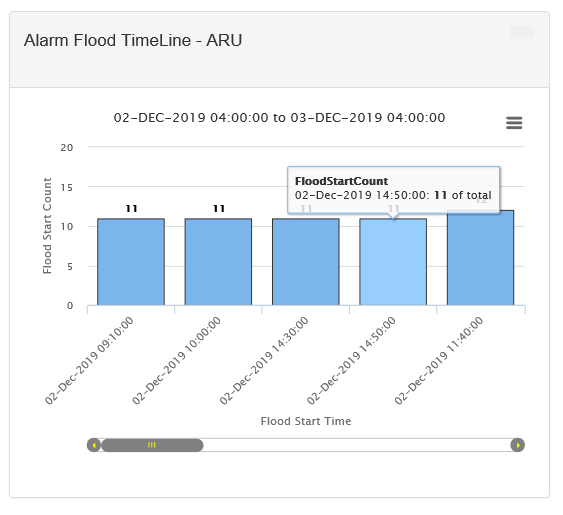 Alarm Flood TimeLine - ARU
02-DEC-2019 04:00:00 to 03-DEC-2019 04:00:00
20
15
10
5
0
Flood Start Count
FloodStartCount
02-Dec-2019 14:50:00: 11 of total
11
11
11
11
12
02-Dec-2019 09:10:00
02-Dec-2019 10:00:00
02-Dec-2019 14:30:00
02-Dec-2019 14:50:00
02-Dec-2019 11:40:00
Flood Start Time